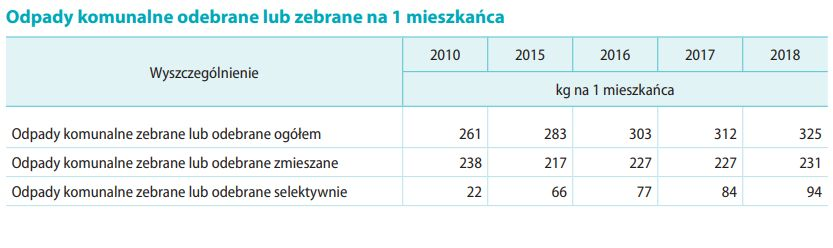 Odpady komunalne odebrane lub zebrane na 1 mieszkańca
Wyszczególnienie 2010 2015 2016 2017 2018
kg na 1 mieszkańca
Odpady komunalne zebrane lub odebrane ogółem 261 283 303 312 325
Odpady komunalne zebrane lub odebrane zmieszane 238 217 227 227 231
Odpady komunalne zebrane lub odebrane selektywnie 22 66 77 84 94